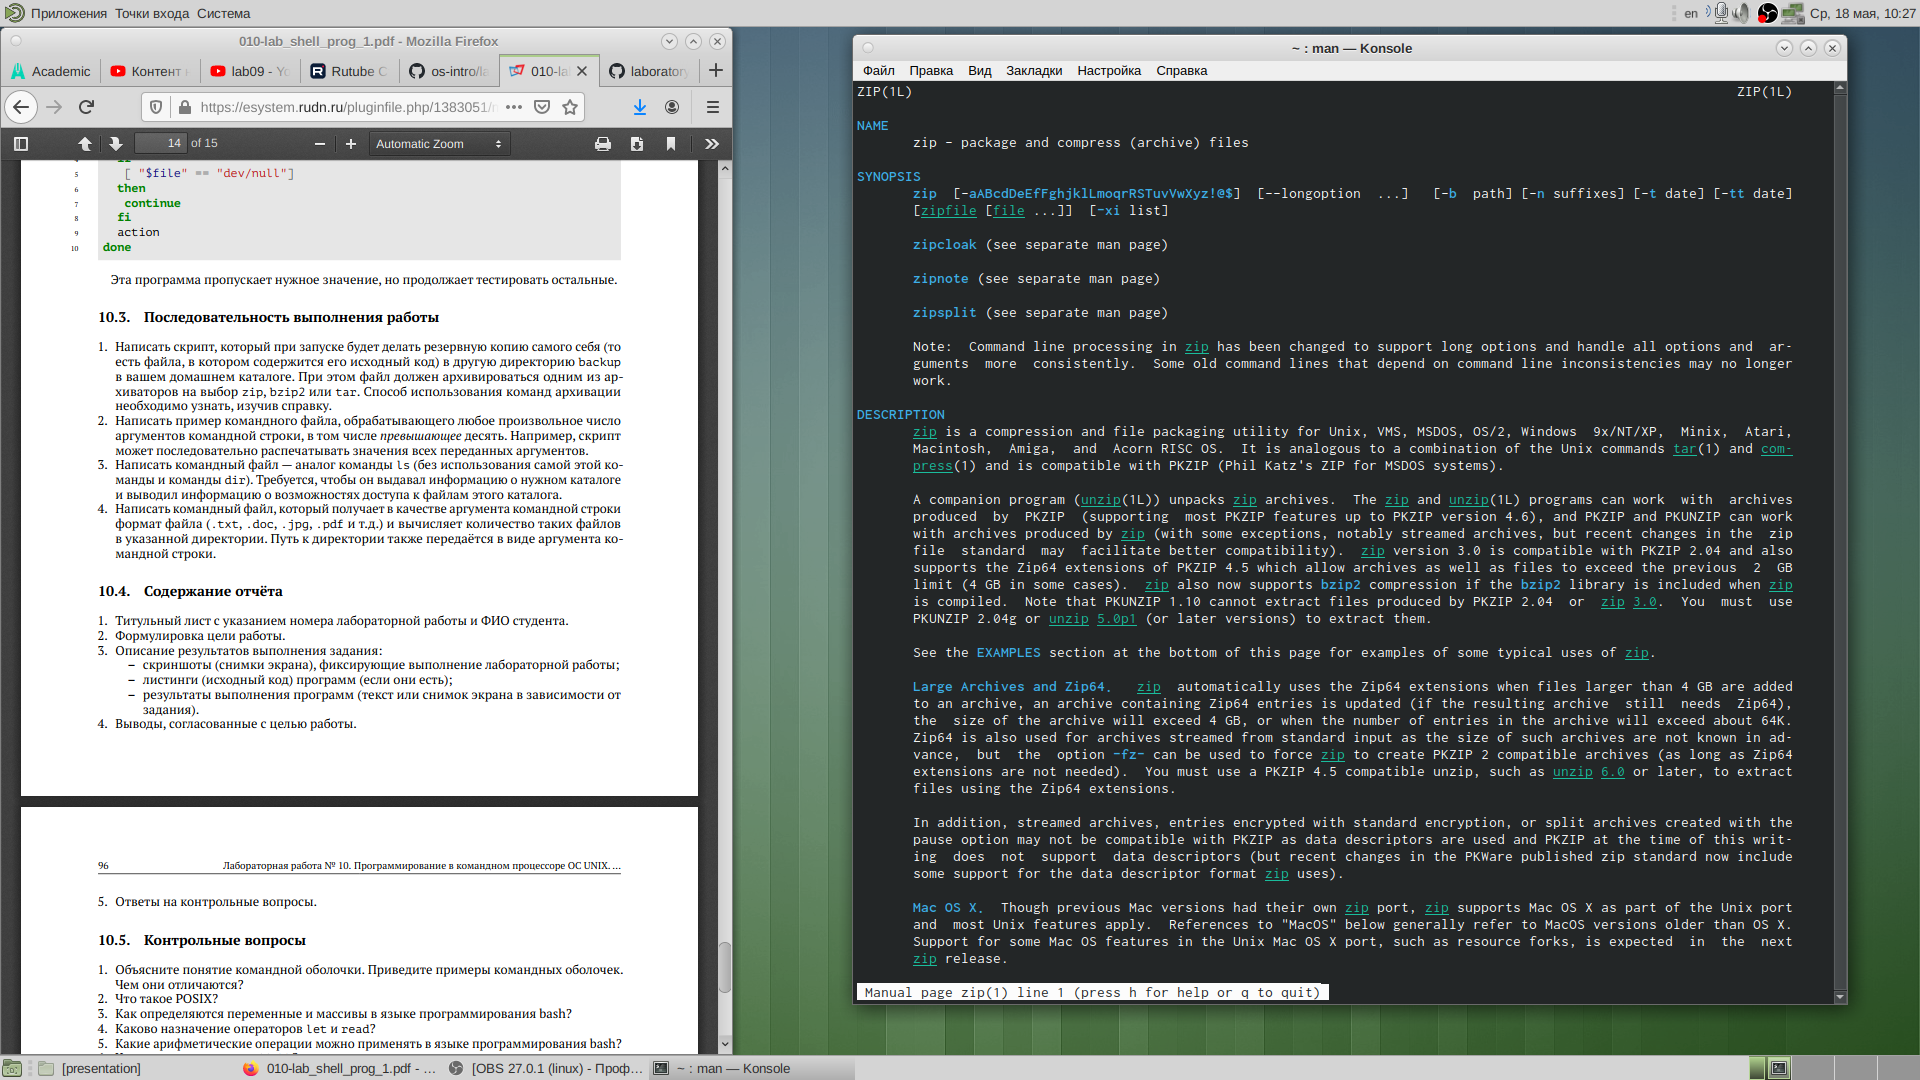 Приложения Точки входа Система
en
Ср, 18 мая, 10:27
010-lab_shell_prog_1.pdf - Mozilla Firefox
Academic
Контент
lab09 - Yo
Rutube C
os-intro/la
010-la
laboratory
https://esystem.rudn.ru/pluginfile.php/1383051/
14 of 15
Automatic Zoom
5 [ "$file" == "dev/null"]
6 then
7 continue
8 fi
9 action
10 done
Эта программа пропускает нужное значение, но продолжает тестировать остальные.
10.3. Последовательность выполнения работы
1. Написать скрипт, который при запуске будет делать резервную копию самого себя (то
есть файла, в котором содержится его исходный код) в другую директорию backup
в вашем домашнем каталоге. При этом файл должен архивироваться одним из ар-
хиваторов на выбор zip, bzip2 или tar. Способ использования команд архивации
необходимо узнать, изучив справку.
2. Написать пример командного файла, обрабатывающего любое произвольное число
аргументов командной строки, в том числе превышающее десять. Например, скрипт
может последовательно распечатывать значения всех переданных аргументов.
3. Написать командный файл — аналог команды ls (без использования самой этой ко-
манды и команды dir). Требуется, чтобы он выдавал информацию о нужном каталоге
и выводил информацию о возможностях доступа к файлам этого каталога.
4. Написать командный файл, который получает в качестве аргумента командной строки
формат файла (.txt, .doc, .jpg, .pdf и т.д.) и вычисляет количество таких файлов
в указанной директории. Путь к директории также передаётся в виде аргумента ко-
мандной строки.
10.4. Содержание отчёта
1. Титульный лист с указанием номера лабораторной работы и ФИО студента.
2. Формулировка цели работы.
3. Описание результатов выполнения задания:
– скриншоты (снимки экрана), фиксирующие выполнение лабораторной работы;
– листинги (исходный код) программ (если они есть);
– результаты выполнения программ (текст или снимок экрана в зависимости от
задания).
4. Выводы, согласованные с целью работы.
96 Лабораторная работа № 10. Программирование в командном процессоре ОС UNIX. ...
5. Ответы на контрольные вопросы.
10.5. Контрольные вопросы
1. Объясните понятие командной оболочки. Приведите примеры командных оболочек.
Чем они отличаются?
2. Что такое POSIX?
3. Как определяются переменные и массивы в языке программирования bash?
4. Каково назначение операторов let и read?
5. Какие арифметические операции можно применять в языке программирования bash?
~ : man — Konsole
Файл Правка Вид Закладки Настройка Справка
ZIP(1L) ZIP(1L)
NAME
zip - package and compress (archive) files
SYNOPSIS
zip [-aABcdDeEfFghjklLmoqrRSTuvVwXyz!@$] [--longoption ...] [-b path] [-n suffixes] [-t date] [-tt date]
[zipfile [file ...]] [-xi list]
zipcloak (see separate man page)
zipnote (see separate man page)
zipsplit (see separate man page)
Note: Command line processing in zip has been changed to support long options and handle all options and ar-
guments more consistently. Some old command lines that depend on command line inconsistencies may no longer
work.
DESCRIPTION
zip is a compression and file packaging utility for Unix, VMS, MSDOS, OS/2, Windows 9x/NT/XP, Minix, Atari,
Macintosh, Amiga, and Acorn RISC OS. It is analogous to a combination of the Unix commands tar(1) and com-
press(1) and is compatible with PKZIP (Phil Katz's ZIP for MSDOS systems).
A companion program (unzip(1L)) unpacks zip archives. The zip and unzip(1L) programs can work with archives
produced by PKZIP (supporting most PKZIP features up to PKZIP version 4.6), and PKZIP and PKUNZIP can work
with archives produced by zip (with some exceptions, notably streamed archives, but recent changes in the zip
file standard may facilitate better compatibility). zip version 3.0 is compatible with PKZIP 2.04 and also
supports the Zip64 extensions of PKZIP 4.5 which allow archives as well as files to exceed the previous 2 GB
limit (4 GB in some cases). zip also now supports bzip2 compression if the bzip2 library is included when zip
is compiled. Note that PKUNZIP 1.10 cannot extract files produced by PKZIP 2.04 or zip 3.0. You must use
PKUNZIP 2.04g or unzip 5.0p1 (or later versions) to extract them.
See the EXAMPLES section at the bottom of this page for examples of some typical uses of zip.
Large Archives and Zip64. zip automatically uses the Zip64 extensions when files larger than 4 GB are added
to an archive, an archive containing Zip64 entries is updated (if the resulting archive still needs Zip64),
the size of the archive will exceed 4 GB, or when the number of entries in the archive will exceed about 64K.
Zip64 is also used for archives streamed from standard input as the size of such archives are not known in ad-
vance, but the option -fz- can be used to force zip to create PKZIP 2 compatible archives (as long as Zip64
extensions are not needed). You must use a PKZIP 4.5 compatible unzip, such as unzip 6.0 or later, to extract
files using the Zip64 extensions.
In addition, streamed archives, entries encrypted with standard encryption, or split archives created with the
pause option may not be compatible with PKZIP as data descriptors are used and PKZIP at the time of this writ-
ing does not support data descriptors (but recent changes in the PKWare published zip standard now include
some support for the data descriptor format zip uses).
Mac OS X. Though previous Mac versions had their own zip port, zip supports Mac OS X as part of the Unix port
and most Unix features apply. References to "MacOS" below generally refer to MacOS versions older than OS X.
Support for some Mac OS features in the Unix Mac OS X port, such as resource forks, is expected in the next
zip release.
Manual page zip(1) line 1 (press h for help or q to quit)
[presentation]
010-lab_shell_prog_1.pdf - ...
[OBS 27.0.1 (linux) - Проф...
~ : man — Konsole